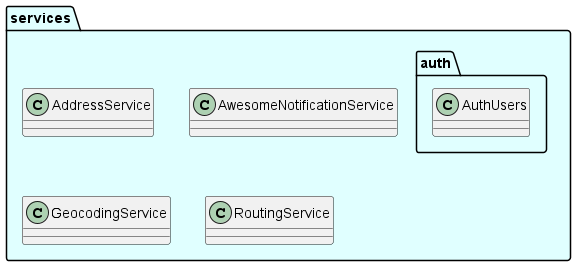 services
auth
C AddressService
C AwesomeNotificationService
C AuthUsers
C GeocodingService
C RoutingService